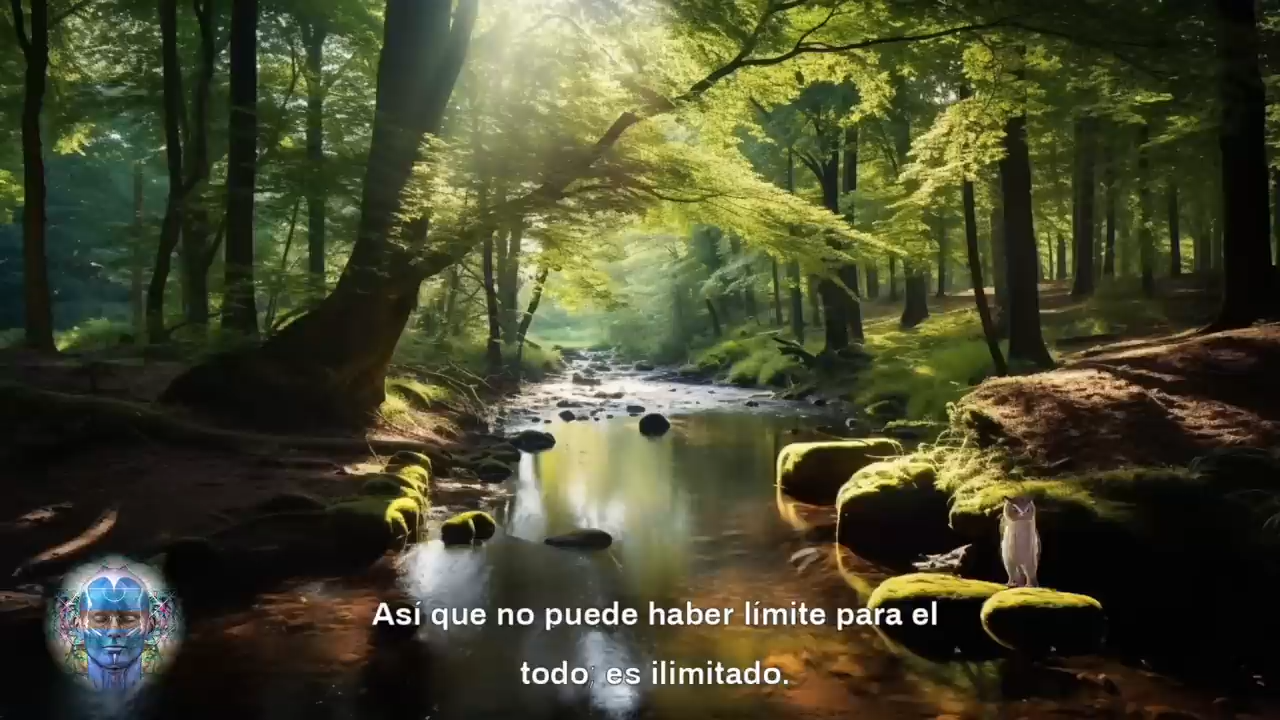 Así que no puede haber límite para el
todo; es ilimitado.